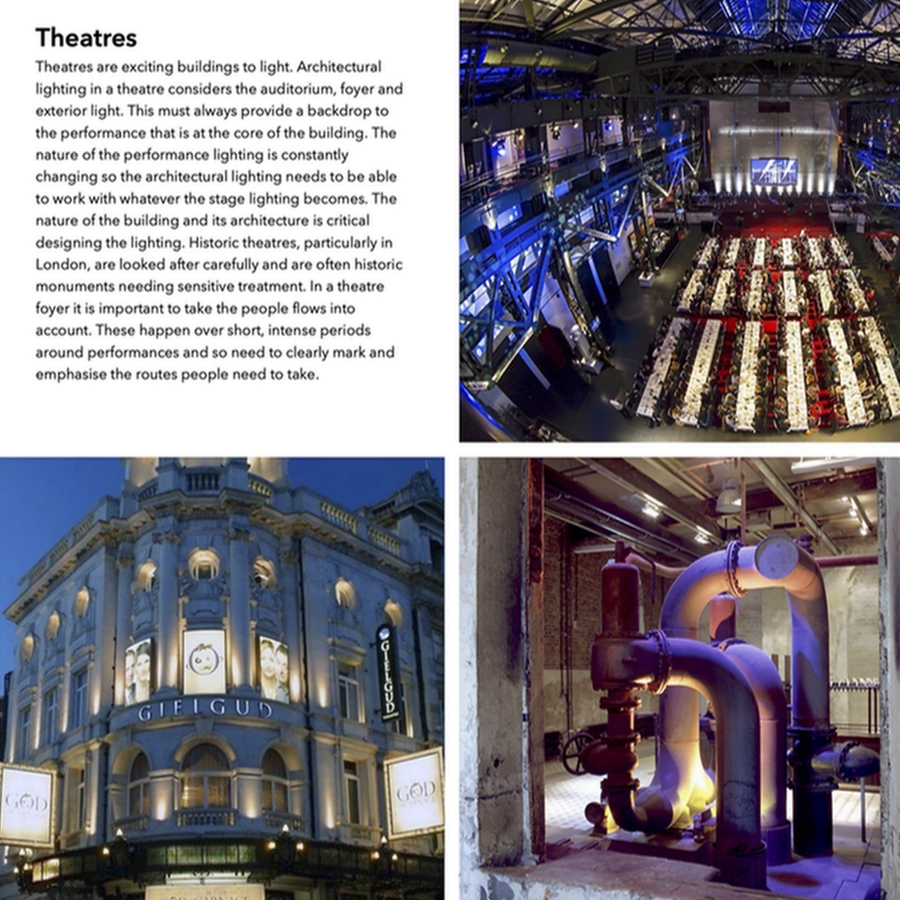 Theatres
Theatres are exciting buildings to light. Architectural
lighting in a theatre considers the auditorium, foyer and
exterior light. This must always provide a backdrop to
the performance that is at the core of the building. The
nature of the performance lighting is constantly
changing so the architectural lighting needs to be able
to work with whatever the stage lighting becomes. The
nature of the building and its architecture is critical
designing the lighting. Historic theatres, particularly in
London, are looked after carefully and are often historic
monuments needing sensitive treatment. In a theatre
foyer it is important to take the people flows into
account. These happen over short, intense periods
around performances and so need to clearly mark and
emphasise the routes people need to take.
GIELGUD
GIELGUD
GOD
GOD